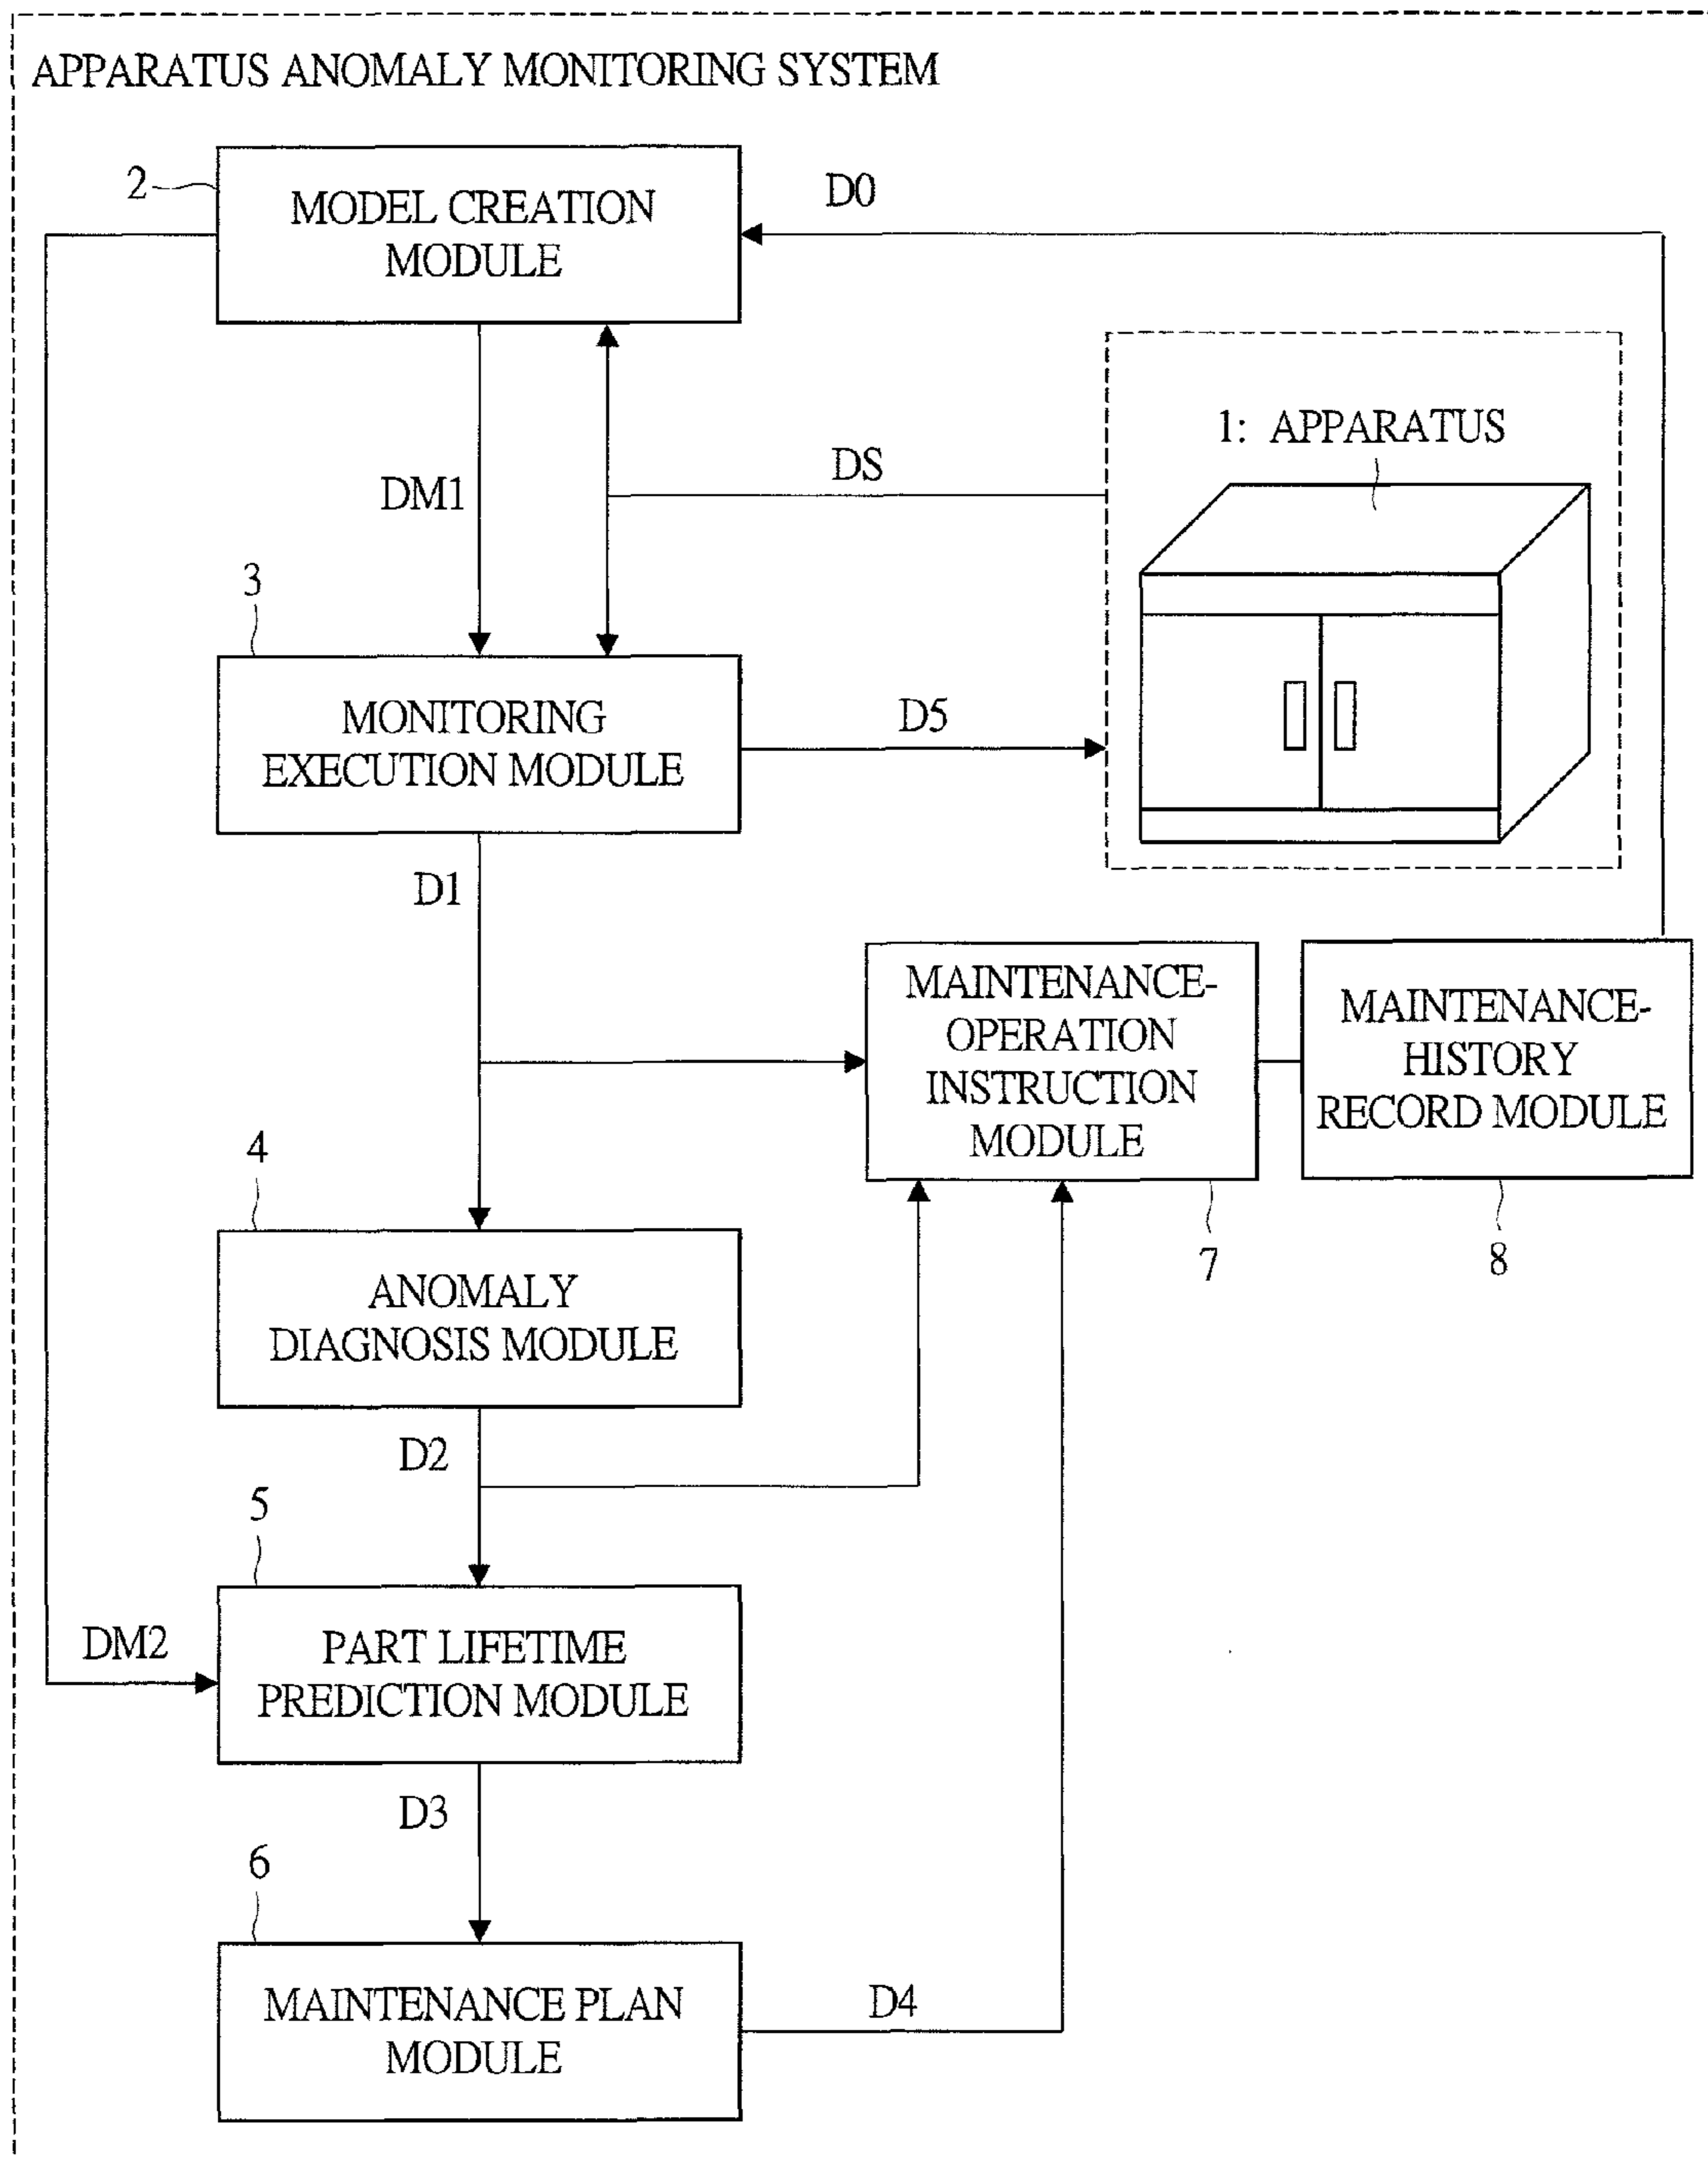 APPARATUS ANOMALY MONITORING SYSTEM
2
MODEL CREATION
MODULE
D0
1: APPARATUS
DS
DM1
3
MONITORING
EXECUTION MODULE
D5
D1
MAINTENANCE-
OPERATION
INSTRUCTION
MODULE
MAINTENANCE-
HISTORY
RECORD MODULE
4
7
8
ANOMALY
DIAGNOSIS MODULE
D2
5
DM2
PART LIFETIME
PREDICTION MODULE
D3
6
MAINTENANCE PLAN
MODULE
D4